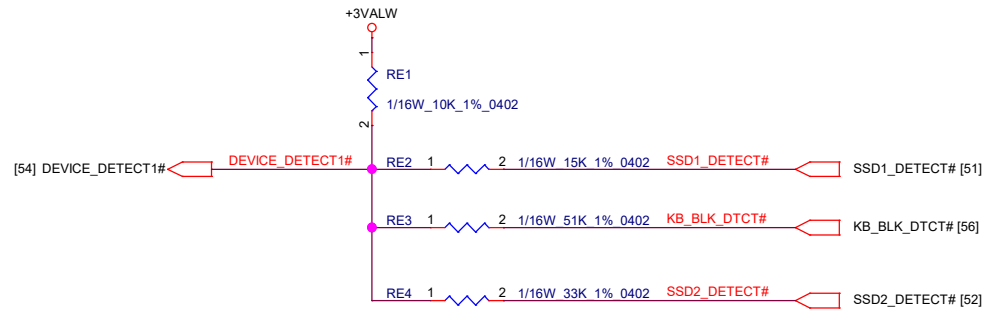 +3VALW
1
RE1
1/16W_10K_1%_0402
2
[54] DEVICE_DETECT1# DEVICE_DETECT1# RE2 1 2 1/16W_15K_1%_0402 SSD1_DETECT# SSD1_DETECT# [51]
RE3 1 2 1/16W_51K_1%_0402 KB_BLK_DTCT# KB_BLK_DTCT# [56]
RE4 1 2 1/16W_33K_1%_0402 SSD2_DETECT# SSD2_DETECT# [52]